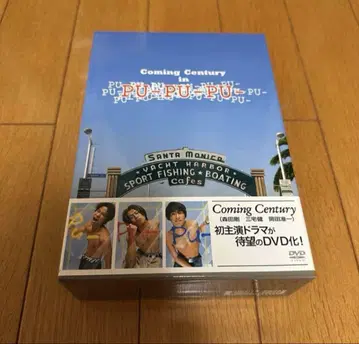 Coming Century
in
PU-PU-PU-
SANTA MONICA
YACHT HARBOR
SPORT FISHING BOATING
Cafes
Coming Century
(森田剛 三宅健 岡田准一)
初主演ドラマが
待望のDVD化!
DVD
VIDEO